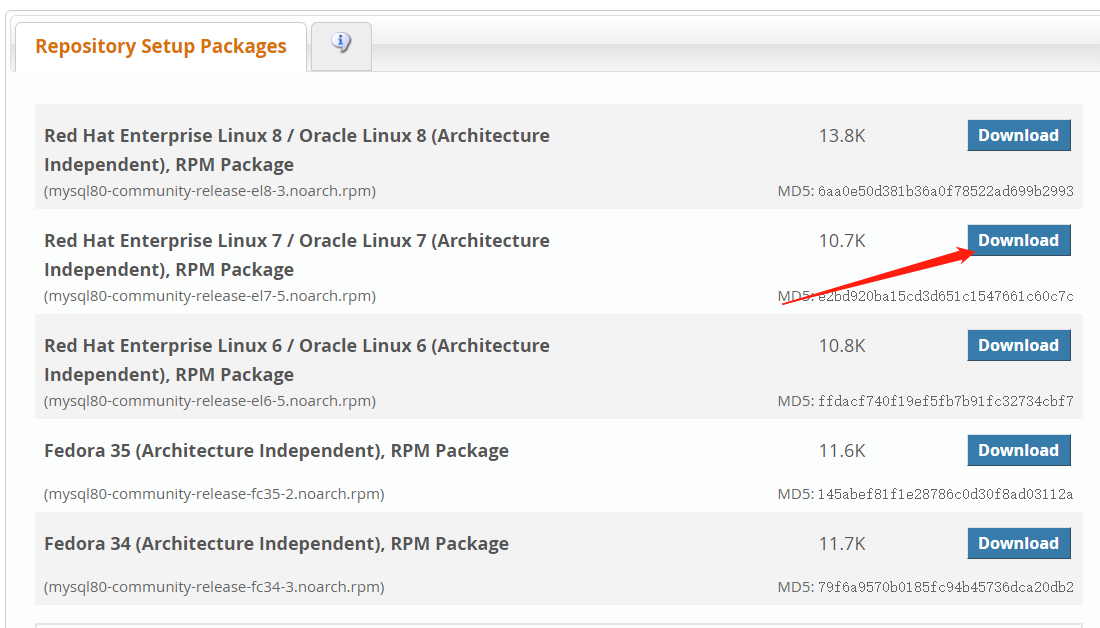 Repository Setup Packages
Red Hat Enterprise Linux 8 / Oracle Linux 8 (Architecture 13.8K Download
Independent), RPM Package
(mysql80-community-release-el8-3.noarch.rpm) MD5: 6aa0e50d381b36a0f78522ad699b2993
Red Hat Enterprise Linux 7 / Oracle Linux 7 (Architecture 10.7K Download
Independent), RPM Package
(mysql80-community-release-el7-5.noarch.rpm) MD5: e2bd920ba15cd3d651c1547661c60c7c
Red Hat Enterprise Linux 6 / Oracle Linux 6 (Architecture 10.8K Download
Independent), RPM Package
(mysql80-community-release-el6-5.noarch.rpm) MD5: ffdacf740f19ef5fb7b91fc32734cbf7
Fedora 35 (Architecture Independent), RPM Package 11.6K Download
(mysql80-community-release-fc35-2.noarch.rpm) MD5: 145abef81f1e28786c0d30f8ad03112a
Fedora 34 (Architecture Independent), RPM Package 11.7K Download
(mysql80-community-release-fc34-3.noarch.rpm) MD5: 79f6a9570b0185fc94b45736dca20db2